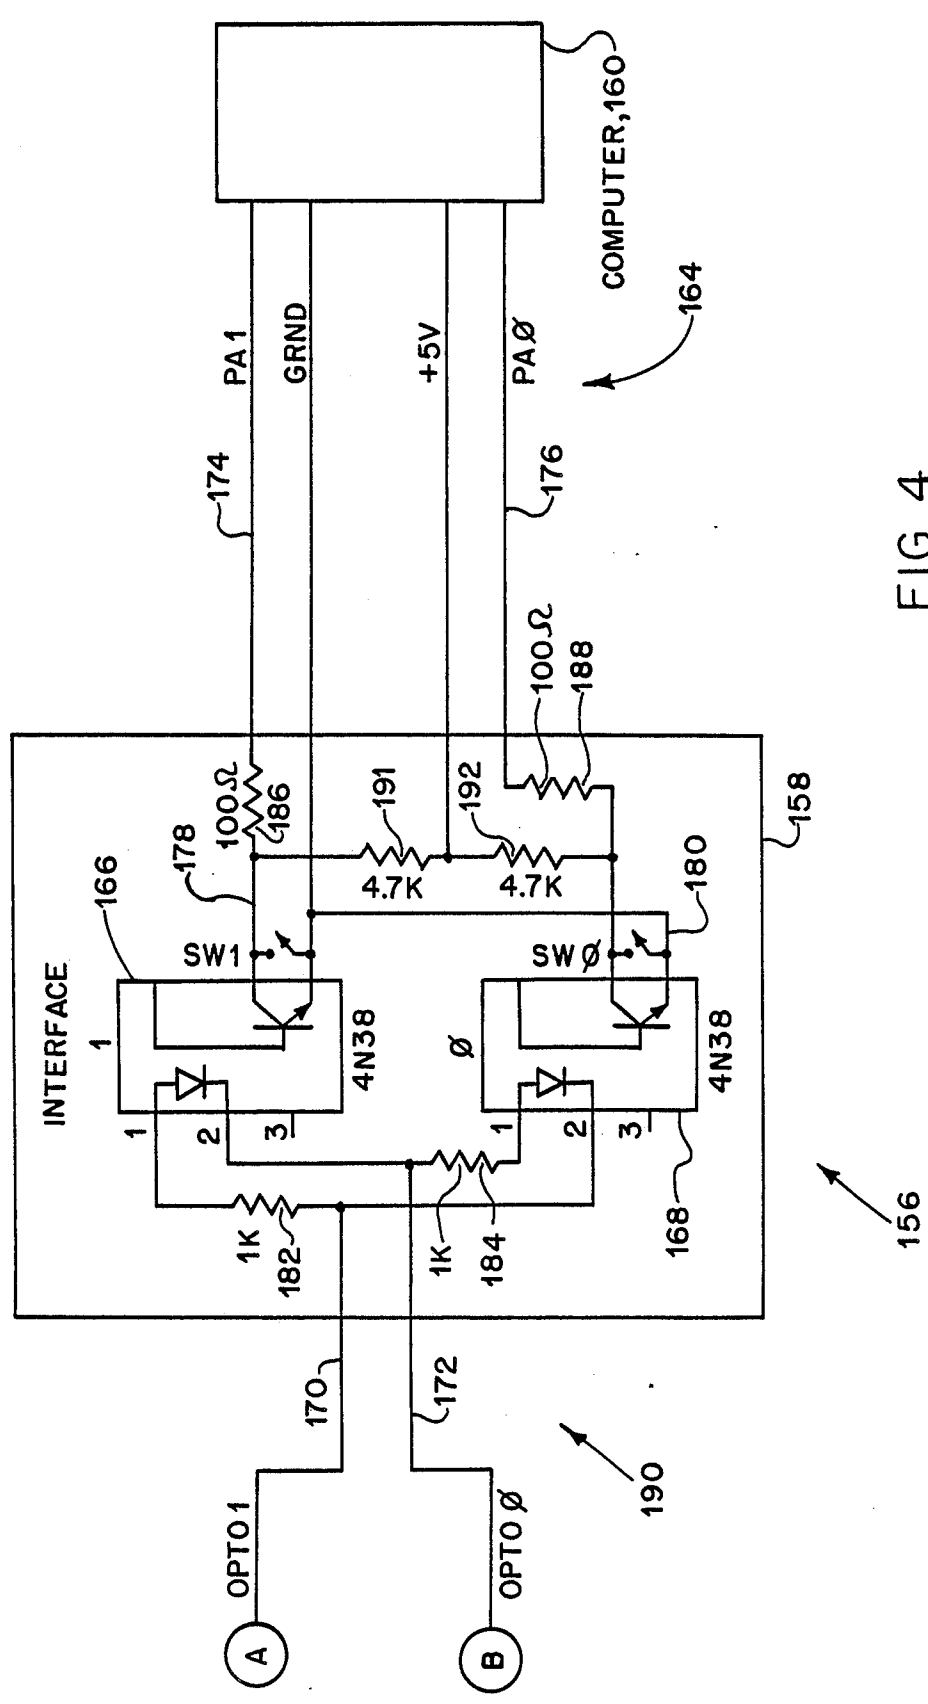 INTERFACE
1
166
178
SW1
100Ω
186
174
PA1
GRND
1
2
3
4N38
191
4.7K
192
4.7K
+5V
PAØ
176
100Ω
188
COMPUTER,160
164
Ø
SWØ
180
158
1
2
3
4N38
168
1K
182
1K
184
170
172
OPTO1
A
OPTOØ
B
190
156
FIG 4